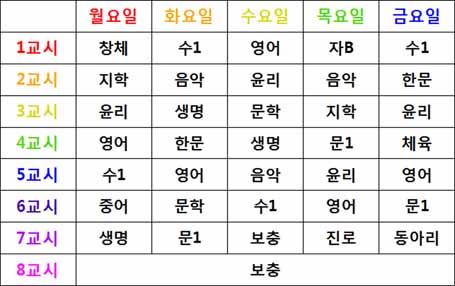 월요일 화요일 수요일 목요일 금요일
1교시 창체 수1 영어 자B 수1
2교시 지학 음악 윤리 음악 한문
3교시 윤리 생명 문학 지학 윤리
4교시 영어 한문 생명 문1 체육
5교시 수1 영어 음악 윤리 영어
6교시 중어 문학 수1 영어 문1
7교시 생명 문1 보충 진로 동아리
8교시 보충